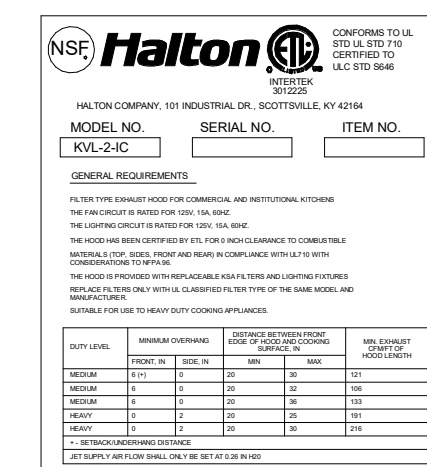 NSF
Halton
ETL
LISTED
INTERTEK
3012225
CONFORMS TO UL
STD UL STD 710
CERTIFIED TO
ULC STD S646
HALTON COMPANY, 101 INDUSTRIAL DR., SCOTTSVILLE, KY 42164
MODEL NO. SERIAL NO. ITEM NO.
KVL-2-IC
GENERAL REQUIREMENTS
FILTER TYPE EXHAUST HOOD FOR COMMERCIAL AND INSTITUTIONAL KITCHENS
THE FAN CIRCUIT IS RATED FOR 125V, 15A, 60HZ.
THE LIGHTING CIRCUIT IS RATED FOR 125V, 15A, 60HZ.
THE HOOD HAS BEEN CERTIFIED BY ETL FOR 0 INCH CLEARANCE TO COMBUSTIBLE
MATERIALS (TOP, SIDES, FRONT AND REAR) IN COMPLIANCE WITH UL710 WITH
CONSIDERATIONS TO NFPA 96.
THE HOOD IS PROVIDED WITH REPLACEABLE KSA FILTERS AND LIGHTING FIXTURES
REPLACE FILTERS ONLY WITH UL CLASSIFIED FILTER TYPE OF THE SAME MODEL AND
MANUFACTURER.
SUITABLE FOR USE TO HEAVY DUTY COOKING APPLIANCES.
DUTY LEVEL MINIMUM OVERHANG DISTANCE BETWEEN FRONT EDGE OF HOOD AND COOKING SURFACE, IN MIN. EXHAUST CFM/FT OF HOOD LENGTH
FRONT, IN SIDE, IN MIN MAX
MEDIUM 6 (+) 0 20 30 121
MEDIUM 6 0 20 32 106
MEDIUM 6 0 20 36 133
HEAVY 0 2 20 25 191
HEAVY 0 2 20 30 216
+ - SETBACK/UNDERHANG DISTANCE
JET SUPPLY AIR FLOW SHALL ONLY BE SET AT 0.26 IN H20